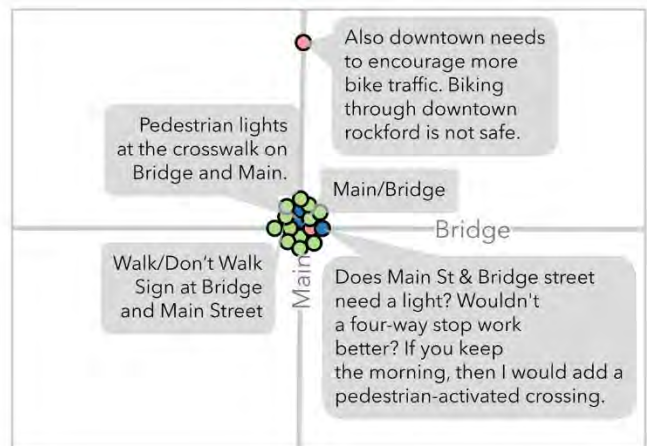 Also downtown needs
to encourage more
bike traffic. Biking
through downtown
rockford is not safe.
Pedestrian lights
at the crosswalk on
Bridge and Main.
Main/Bridge
Bridge
Main
Walk/Don't Walk
Sign at Bridge
and Main Street
Does Main St & Bridge street
need a light? Wouldn't
a four-way stop work
better? If you keep
the morning, then I would add a
pedestrian-activated crossing.